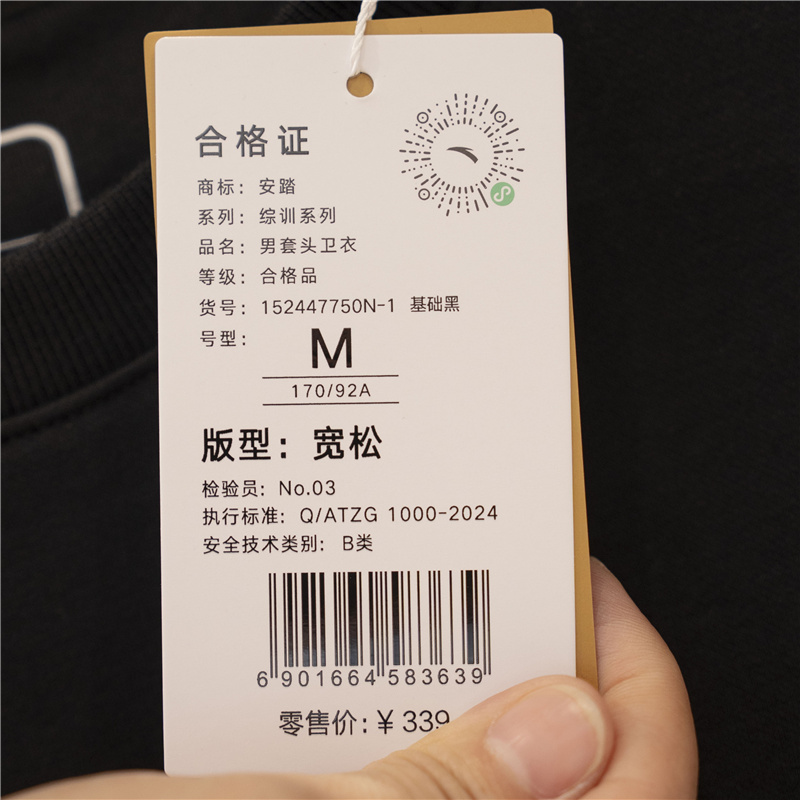 合格证
商标：安踏
系列：综训系列
品名：男套头卫衣
等级：合格品
货号：152447750N-1 基础黑
号型：
M
170/92A
版型：宽松
检验员：No.03
执行标准：Q/ATZG 1000-2024
安全技术类别：B类
6 901664 583639
零售价：¥ 339